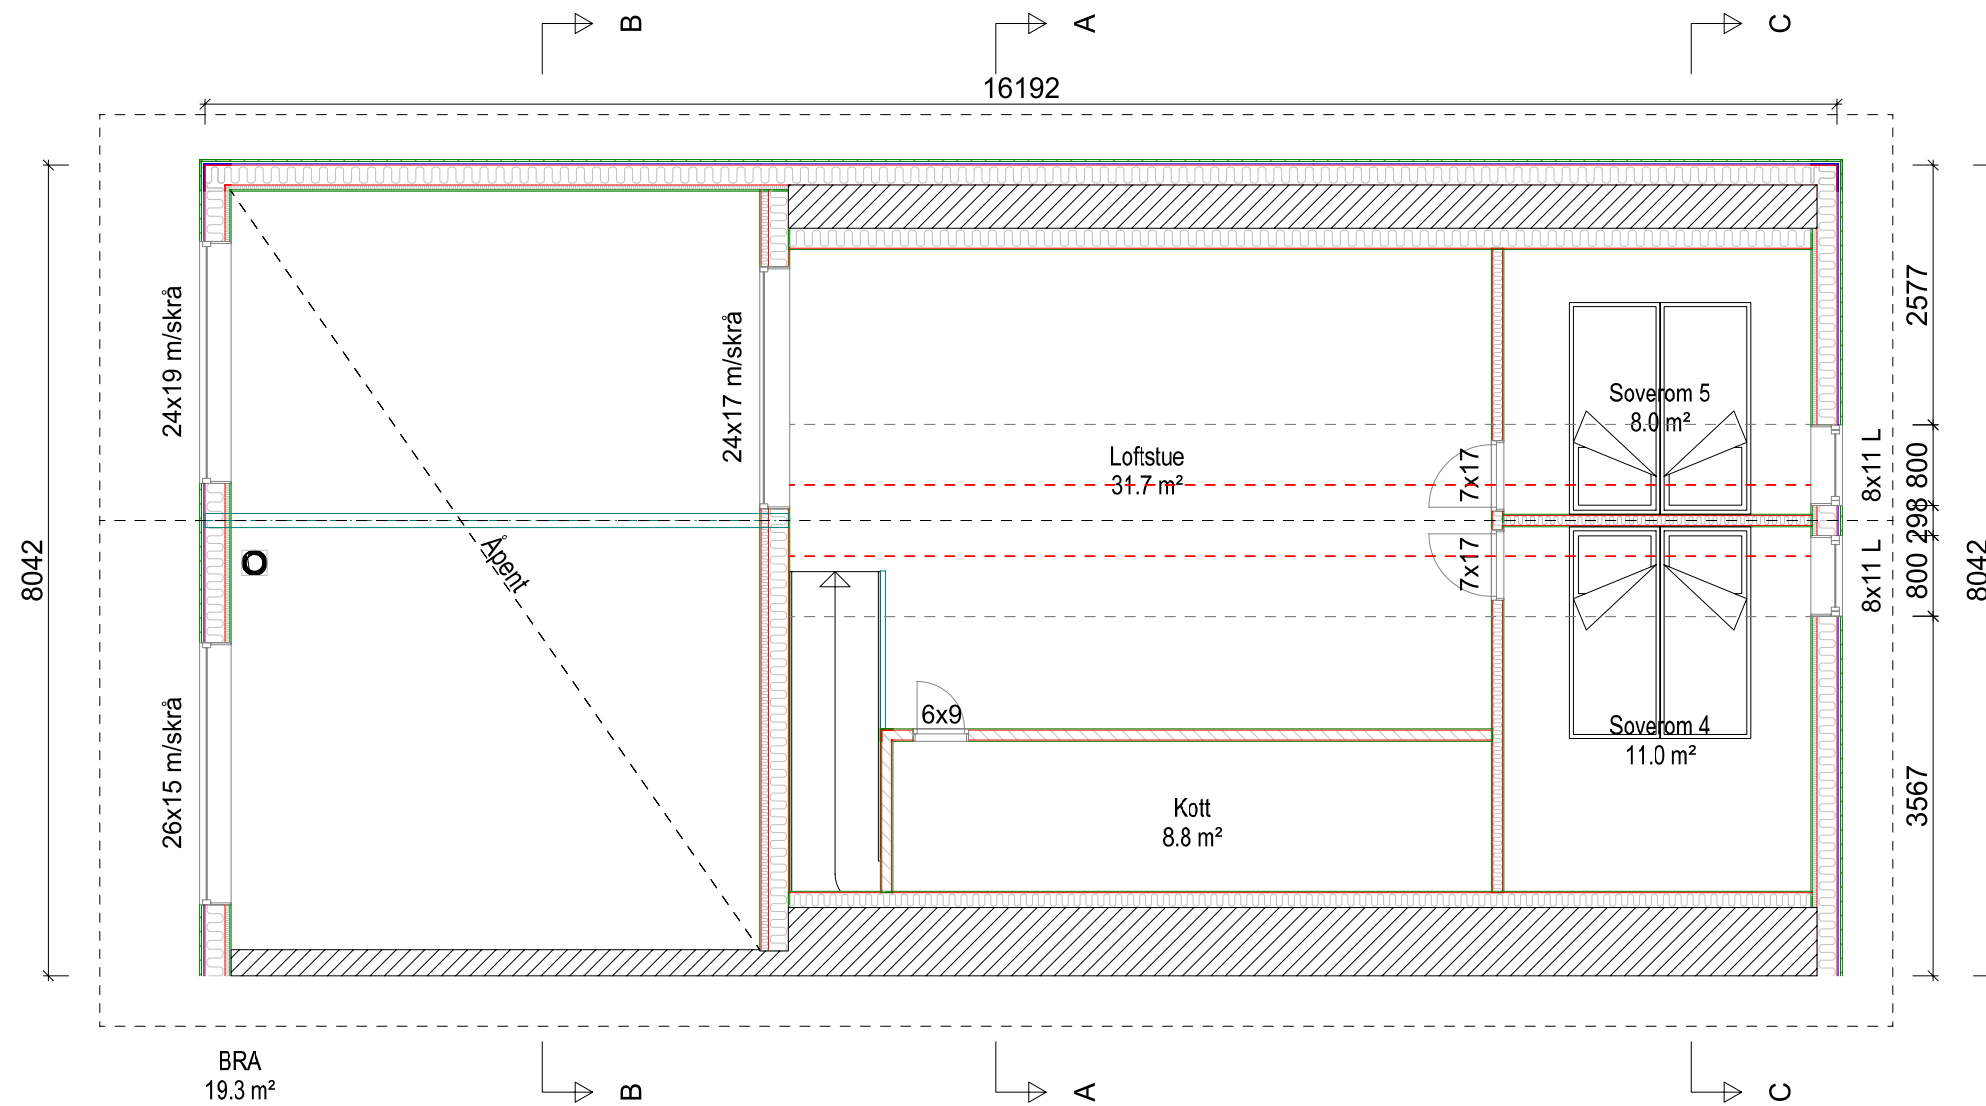 B
A
C
16192
24x19 m/skrå
24x17 m/skrå
2577
Soverom 5
8.0 m²
Loftstue
31.7 m²
7x17
8x11 L
800
298
8042
Åpent
7x17
8x11 L
800
8042
6x9
Soverom 4
11.0 m²
26x15 m/skrå
Kott
8.8 m²
3567
BRA
19.3 m²
B
A
C